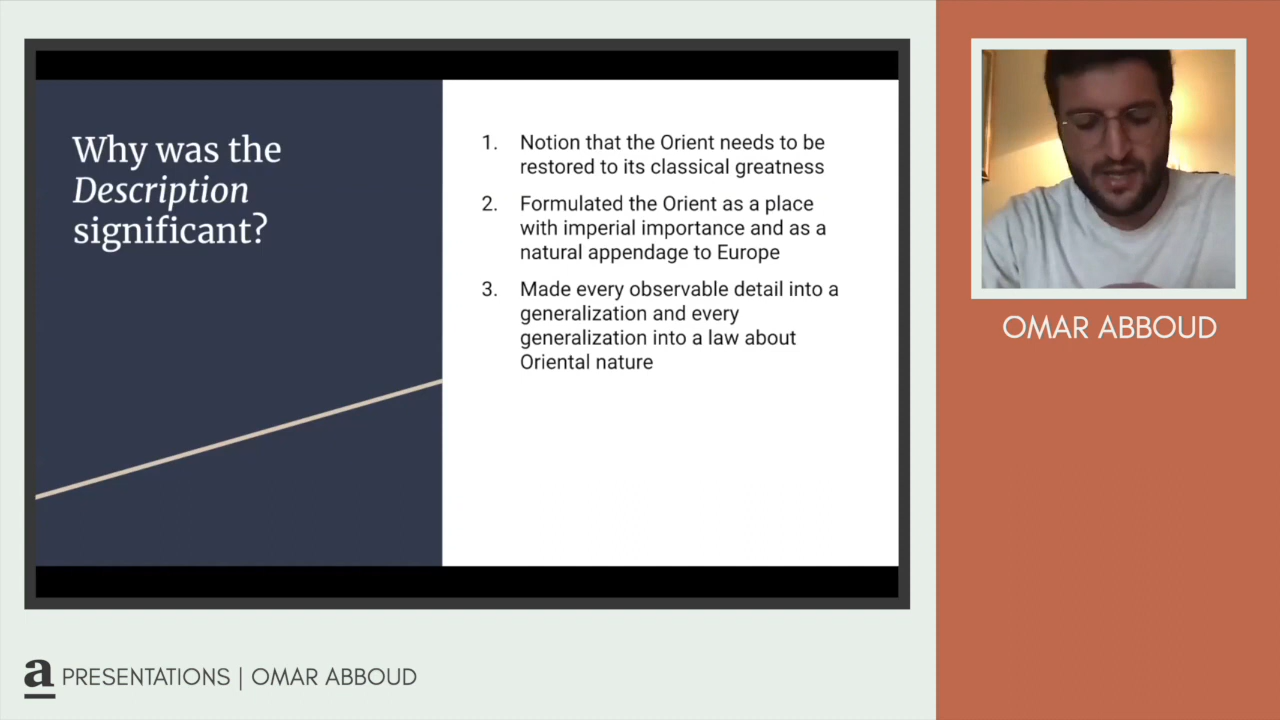 Why was the
Description
significant?
1. Notion that the Orient needs to be
restored to its classical greatness
2. Formulated the Orient as a place
with imperial importance and as a
natural appendage to Europe
3. Made every observable detail into a
generalization and every
generalization into a law about
Oriental nature
OMAR ABBOUD
a PRESENTATIONS | OMAR ABBOUD